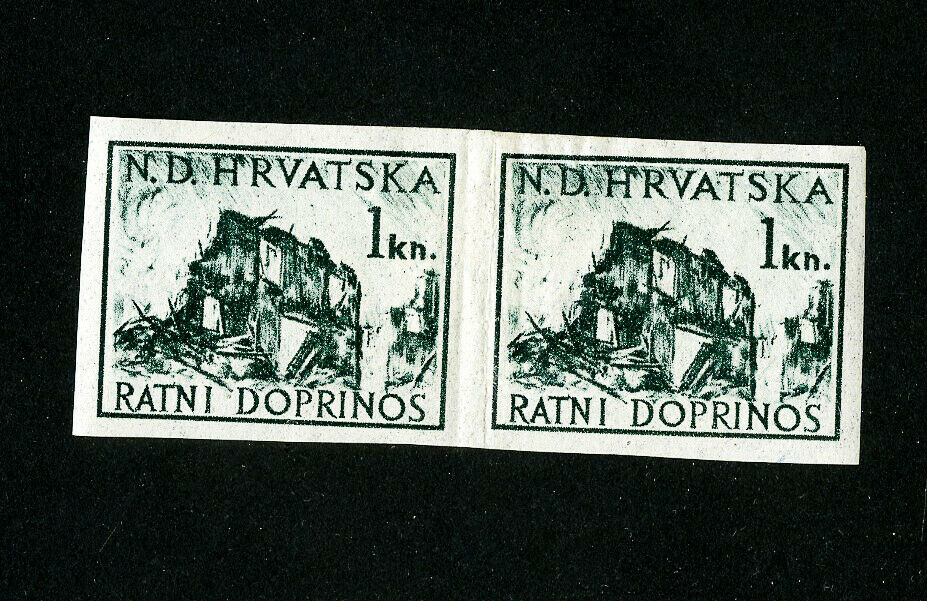 N.D. HRVATSKA
1kn.
RATNI DOPRINOS
N.D. HRVATSKA
1kn.
RATNI DOPRINOS